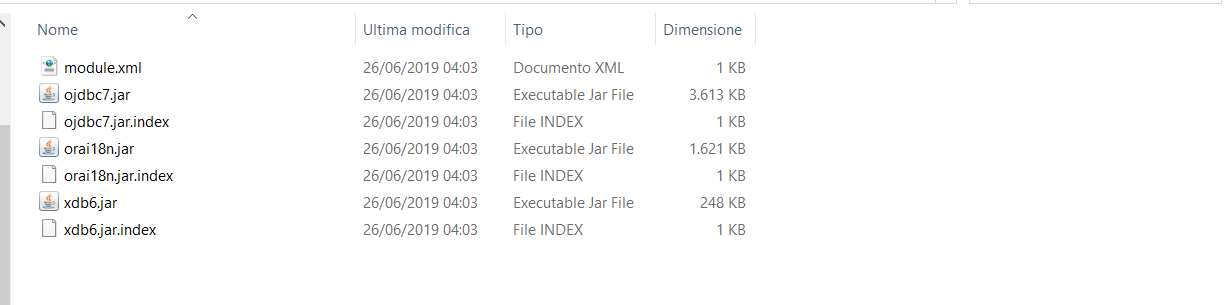 Nome Ultima modifica Tipo Dimensione
module.xml 26/06/2019 04:03 Documento XML 1 KB
ojdbc7.jar 26/06/2019 04:03 Executable Jar File 3.613 KB
ojdbc7.jar.index 26/06/2019 04:03 File INDEX 1 KB
orai18n.jar 26/06/2019 04:03 Executable Jar File 1.621 KB
orai18n.jar.index 26/06/2019 04:03 File INDEX 1 KB
xdb6.jar 26/06/2019 04:03 Executable Jar File 248 KB
xdb6.jar.index 26/06/2019 04:03 File INDEX 1 KB